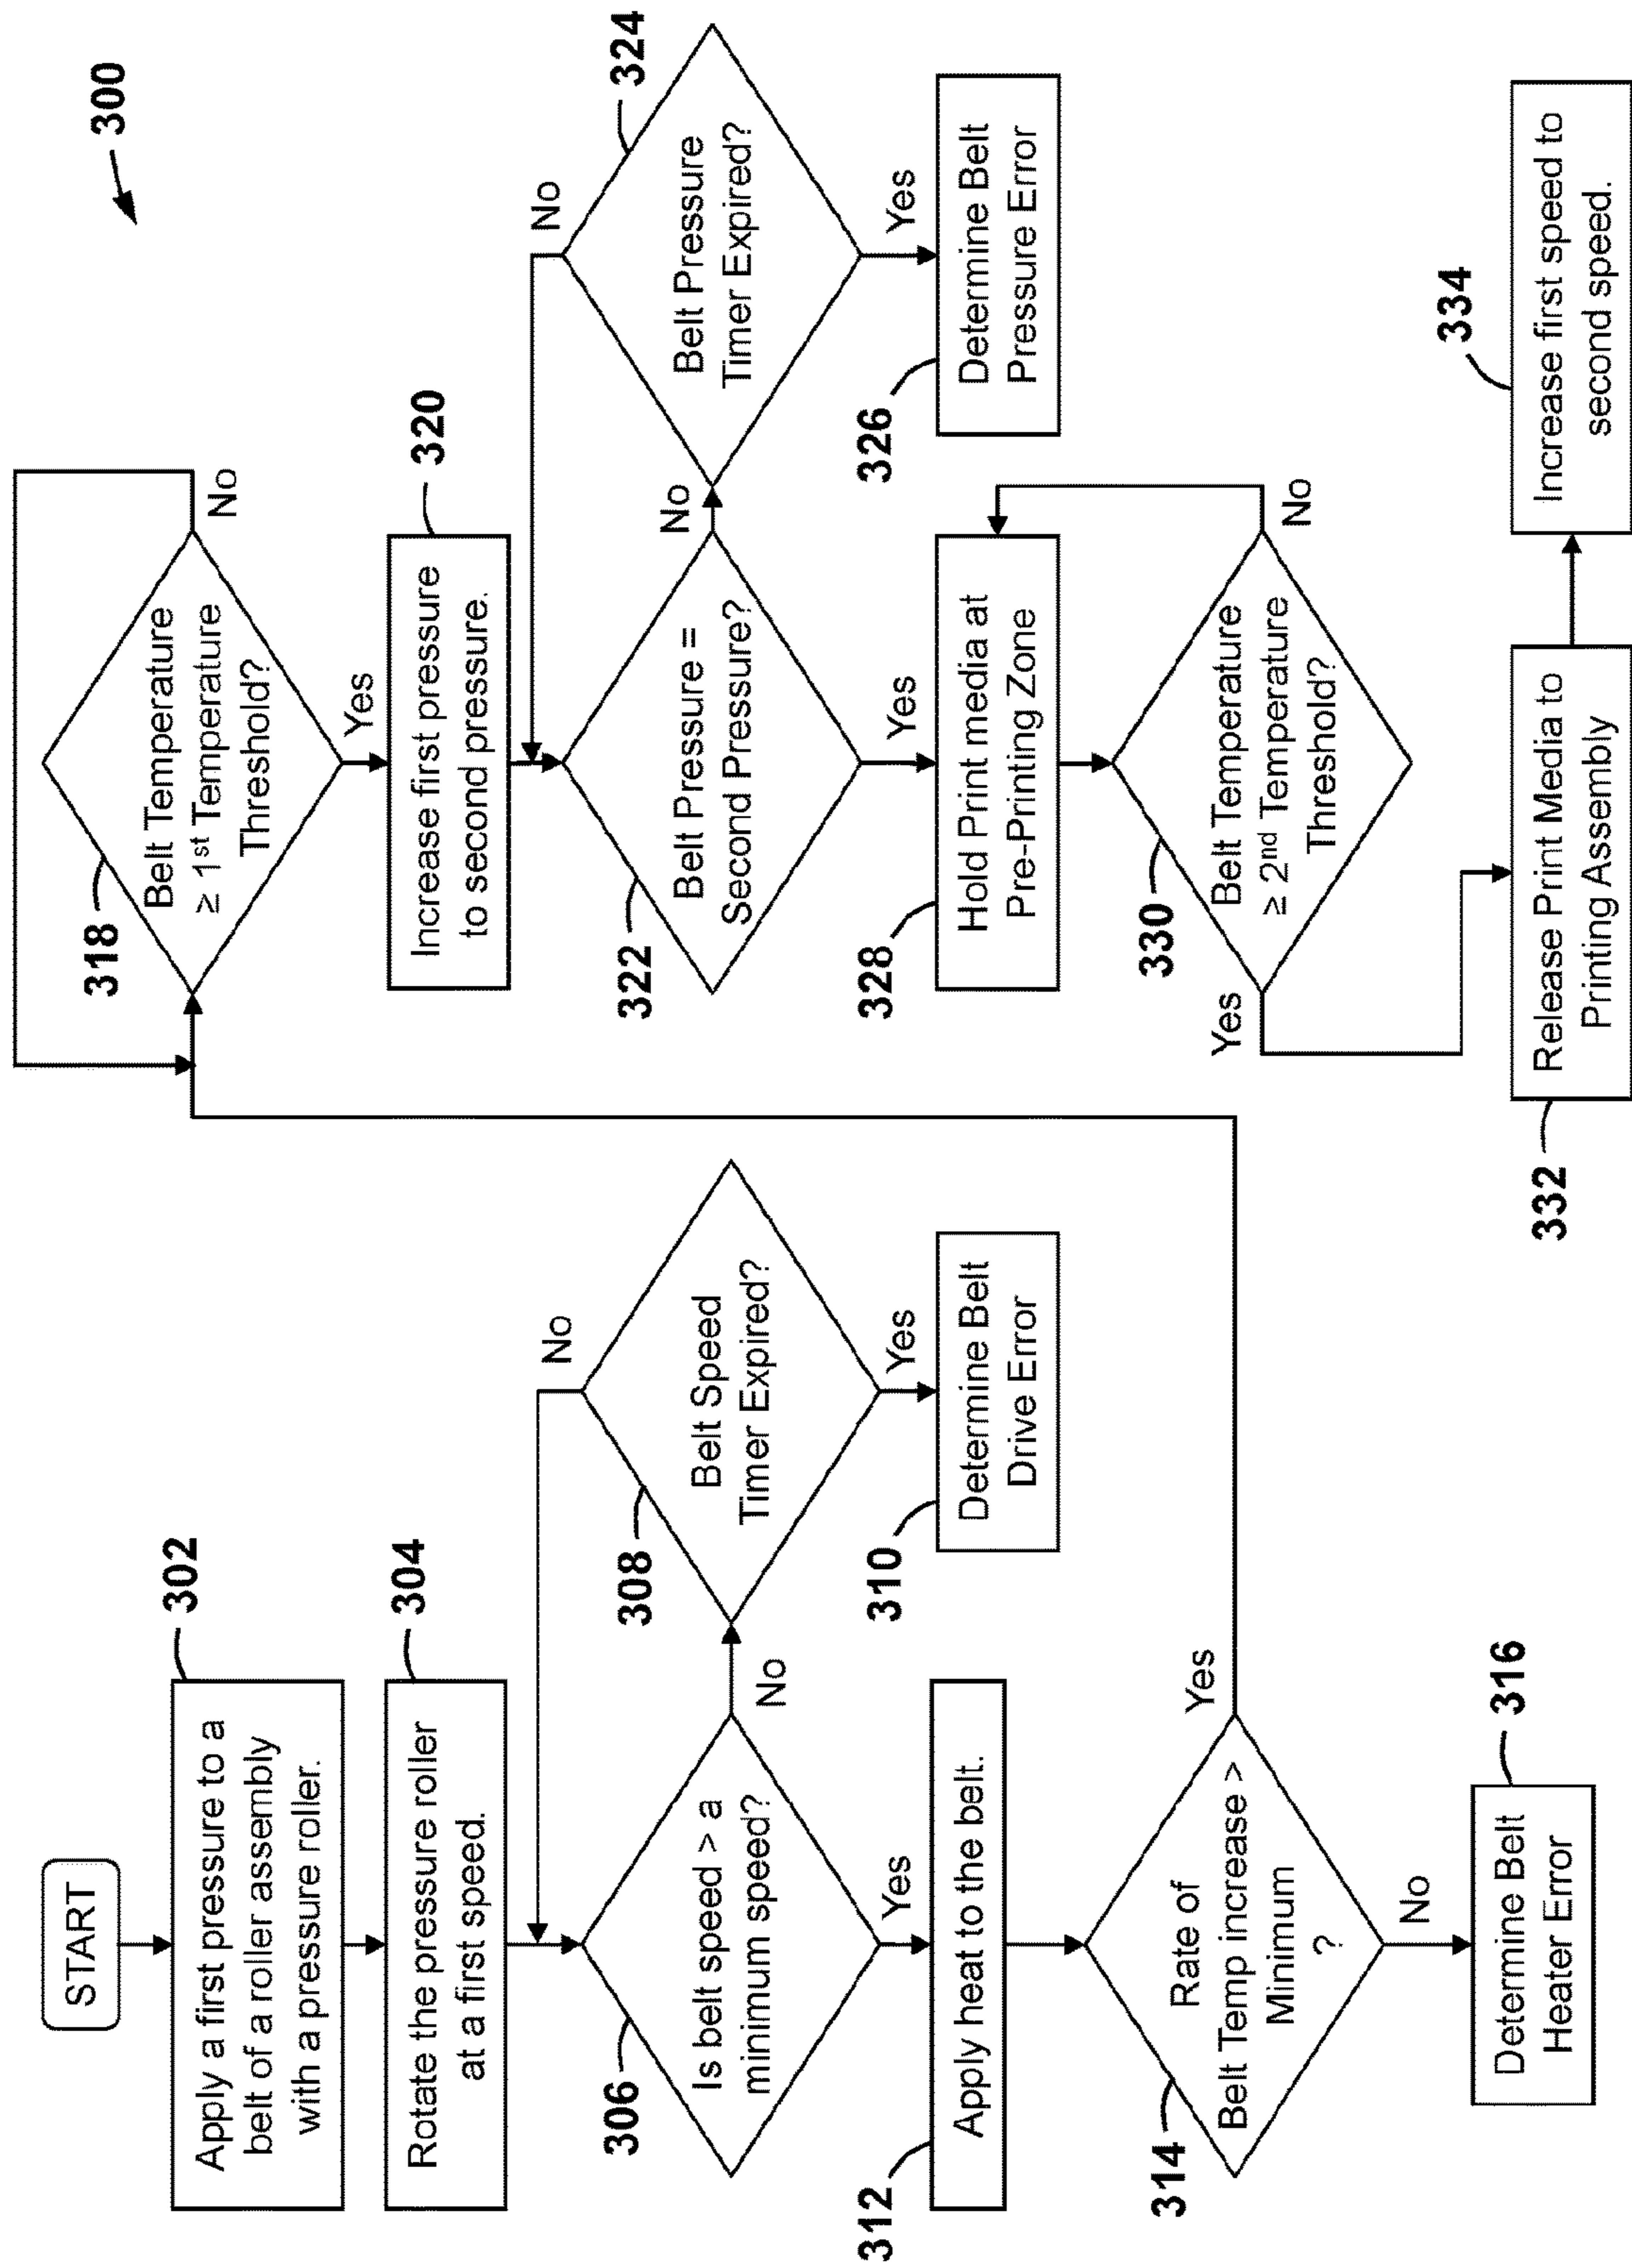 300
START
302
Apply a first pressure to a
belt of a roller assembly
with a pressure roller.
304
Rotate the pressure roller
at a first speed.
306
Is belt speed > a
minimum speed?
No
Yes
308
Belt Speed
Timer Expired?
No
Yes
310
Determine Belt
Drive Error
312
Apply heat to the belt.
314
Rate of
Belt Temp increase >
Minimum
?
Yes
No
316
Determine Belt
Heater Error
318
Belt Temperature
≥ 1st Temperature
Threshold?
No
Yes
320
Increase first pressure
to second pressure.
322
Belt Pressure =
Second Pressure?
No
Yes
324
Belt Pressure
Timer Expired?
No
Yes
326
Determine Belt
Pressure Error
328
Hold Print media at
Pre-Printing Zone
330
Belt Temperature
≥ 2nd Temperature
Threshold?
No
Yes
332
Release Print Media to
Printing Assembly
334
Increase first speed to
second speed.